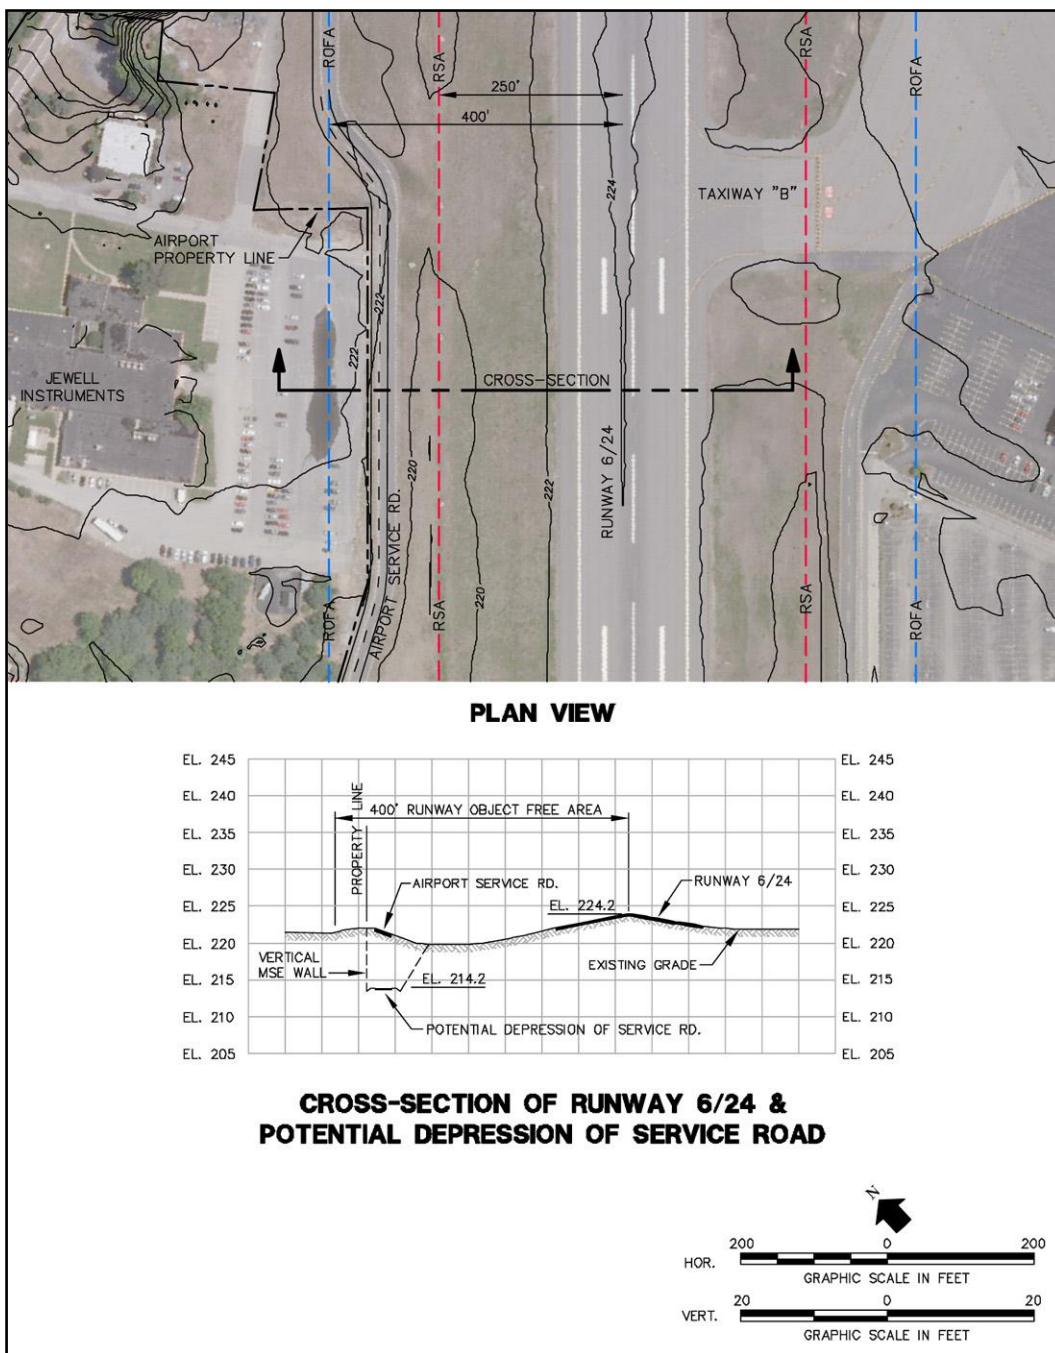 ROFA
RSA
RSA
ROFA
250'
400'
224
TAXIWAY "B"
AIRPORT
PROPERTY LINE
222
222
JEWELL
INSTRUMENTS
CROSS-SECTION
RUNWAY 6/24
220
222
220
AIRPORT SERVICE RD.
ROFA
RSA
RSA
ROFA
PLAN VIEW
EL. 245
EL. 245
EL. 240
EL. 240
PROPERTY LINE
400' RUNWAY OBJECT FREE AREA
EL. 235
EL. 235
EL. 230
EL. 230
AIRPORT SERVICE RD.
RUNWAY 6/24
EL. 225
EL. 224.2
EL. 225
EL. 220
EL. 220
VERTICAL
MSE WALL
EXISTING GRADE
EL. 215
EL. 214.2
EL. 215
POTENTIAL DEPRESSION OF SERVICE RD.
EL. 210
EL. 210
EL. 205
EL. 205
CROSS-SECTION OF RUNWAY 6/24 &
POTENTIAL DEPRESSION OF SERVICE ROAD
N
200 0 200
HOR.
GRAPHIC SCALE IN FEET
20 0 20
VERT.
GRAPHIC SCALE IN FEET